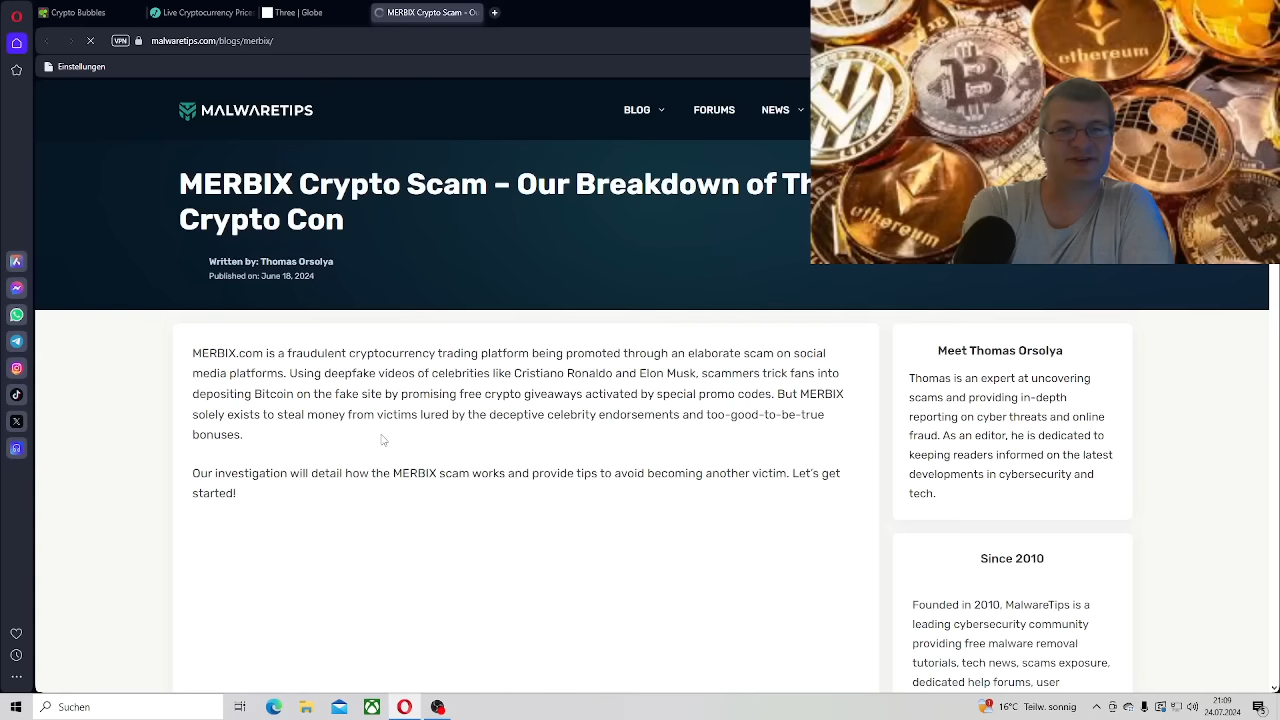 Crypto Bubbles
Live Cryptocurrency Prices
Three | Globe
MERBIX Crypto Scam - O
VPN
malwaretips.com/blogs/merbix/
Einstellungen
MALWARETIPS
BLOG
FORUMS
NEWS
MERBIX Crypto Scam – Our Breakdown of Th
Crypto Con
Written by: Thomas Orsolya
Published on: June 18, 2024
ethereum
ethereum
MERBIX.com is a fraudulent cryptocurrency trading platform being promoted through an elaborate scam on social
media platforms. Using deepfake videos of celebrities like Cristiano Ronaldo and Elon Musk, scammers trick fans into
depositing Bitcoin on the fake site by promising free crypto giveaways activated by special promo codes. But MERBIX
solely exists to steal money from victims lured by the deceptive celebrity endorsements and too-good-to-be-true
bonuses.
Our investigation will detail how the MERBIX scam works and provide tips to avoid becoming another victim. Let's get
started!
Meet Thomas Orsolya
Thomas is an expert at uncovering
scams and providing in-depth
reporting on cyber threats and online
fraud. As an editor, he is dedicated to
keeping readers informed on the latest
developments in cybersecurity and
tech.
Since 2010
Founded in 2010, MalwareTips is a
leading cybersecurity community
providing free malware removal
tutorials, tech news, scams exposure,
dedicated help forums, user
Suchen
16°C Teilw. sonnig
21:09
24.07.2024